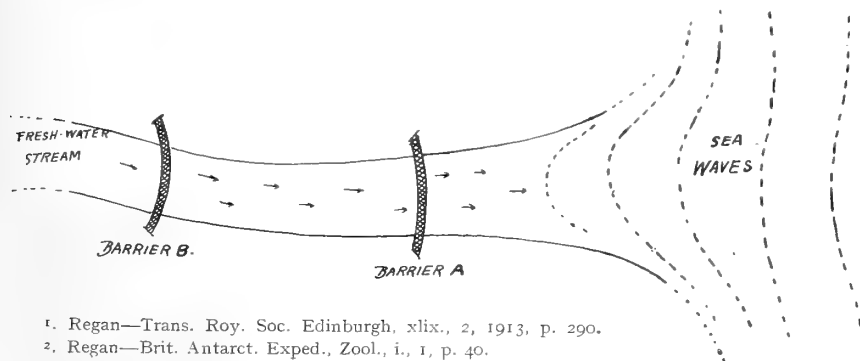 FRESH-WATER
STREAM
SEA
WAVES
BARRIER B.
BARRIER A
1. Regan—Trans. Roy. Soc. Edinburgh, xlix., 2, 1913, p. 290.
2. Regan—Brit. Antarct. Exped., Zool., i., 1, p. 40.